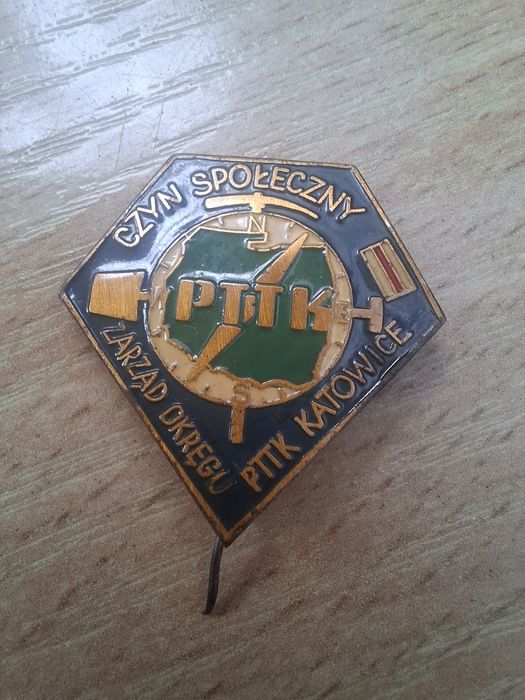 CZYN SPOŁECZNY
N
PTTK
E
S
ZARZĄD OKRĘGU
PTTK KATOWICE